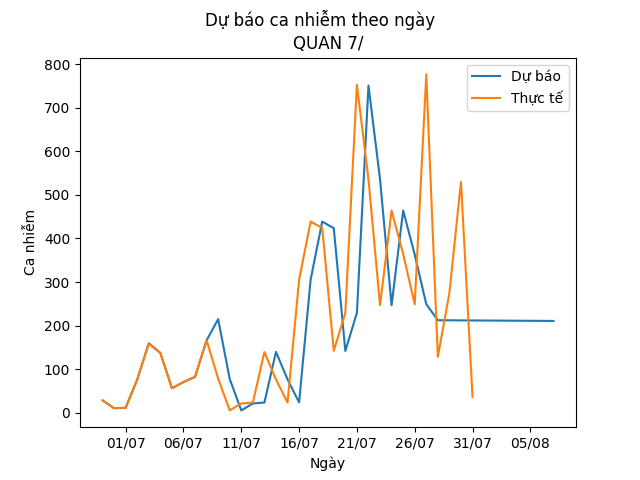 Dự báo ca nhiễm theo ngày
QUAN 7/
800
700
600
500
400
300
200
100
0
Ca nhiễm
Dự báo
Thực tế
01/07 06/07 11/07 16/07 21/07 26/07 31/07 05/08
Ngày